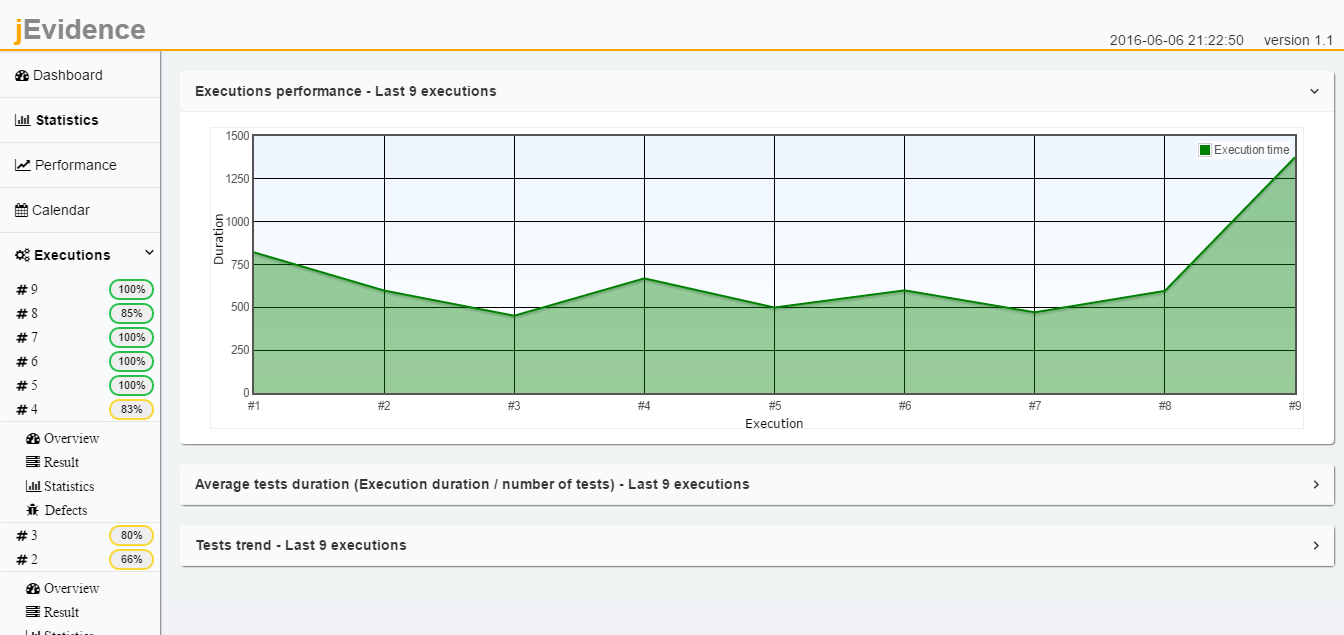 jEvidence
2016-06-06 21:22:50 version 1.1
Dashboard
Statistics
Performance
Calendar
Executions
# 9 100%
# 8 85%
# 7 100%
# 6 100%
# 5 100%
# 4 83%
Overview
Result
Statistics
Defects
# 3 80%
# 2 66%
Overview
Result
Statistics
Executions performance - Last 9 executions
Execution time
Duration
1500
1250
1000
750
500
250
0
#1 #2 #3 #4 #5 #6 #7 #8 #9
Execution
Average tests duration (Execution duration / number of tests) - Last 9 executions
Tests trend - Last 9 executions